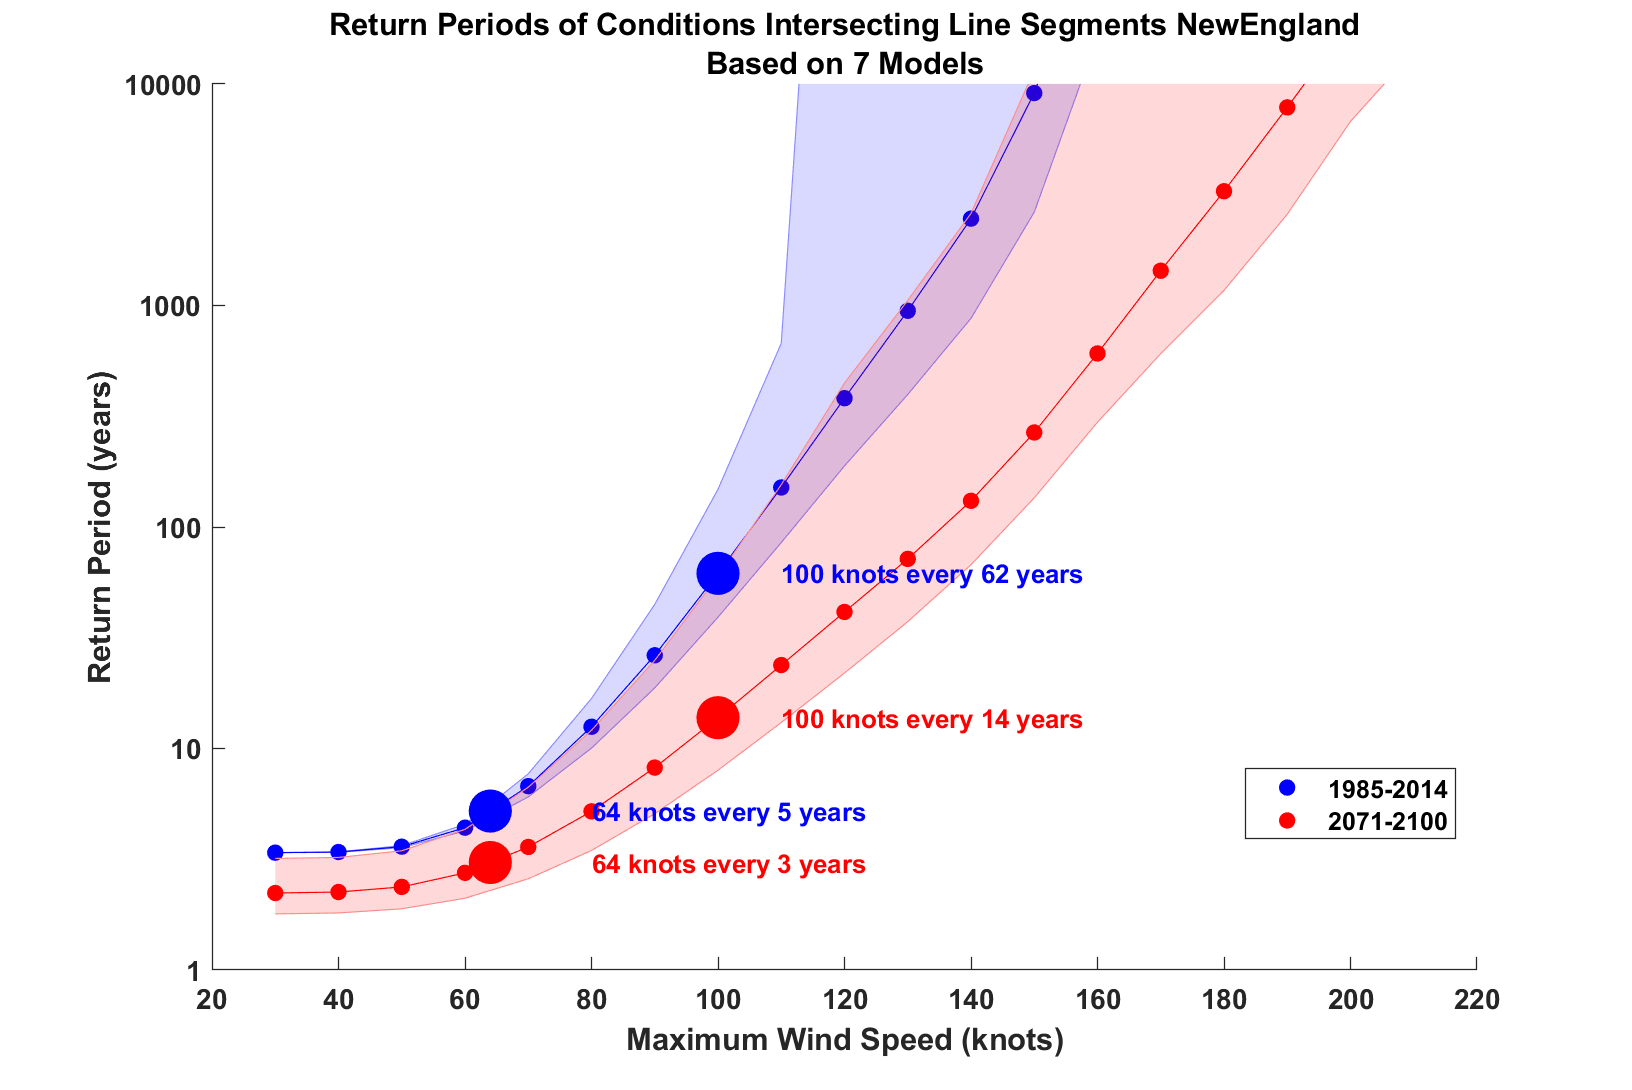 Return Periods of Conditions Intersecting Line Segments NewEngland
Based on 7 Models
10000
1000
100
10
1
Return Period (years)
100 knots every 62 years
100 knots every 14 years
64 knots every 5 years
64 knots every 3 years
1985-2014
2071-2100
20 40 60 80 100 120 140 160 180 200 220
Maximum Wind Speed (knots)